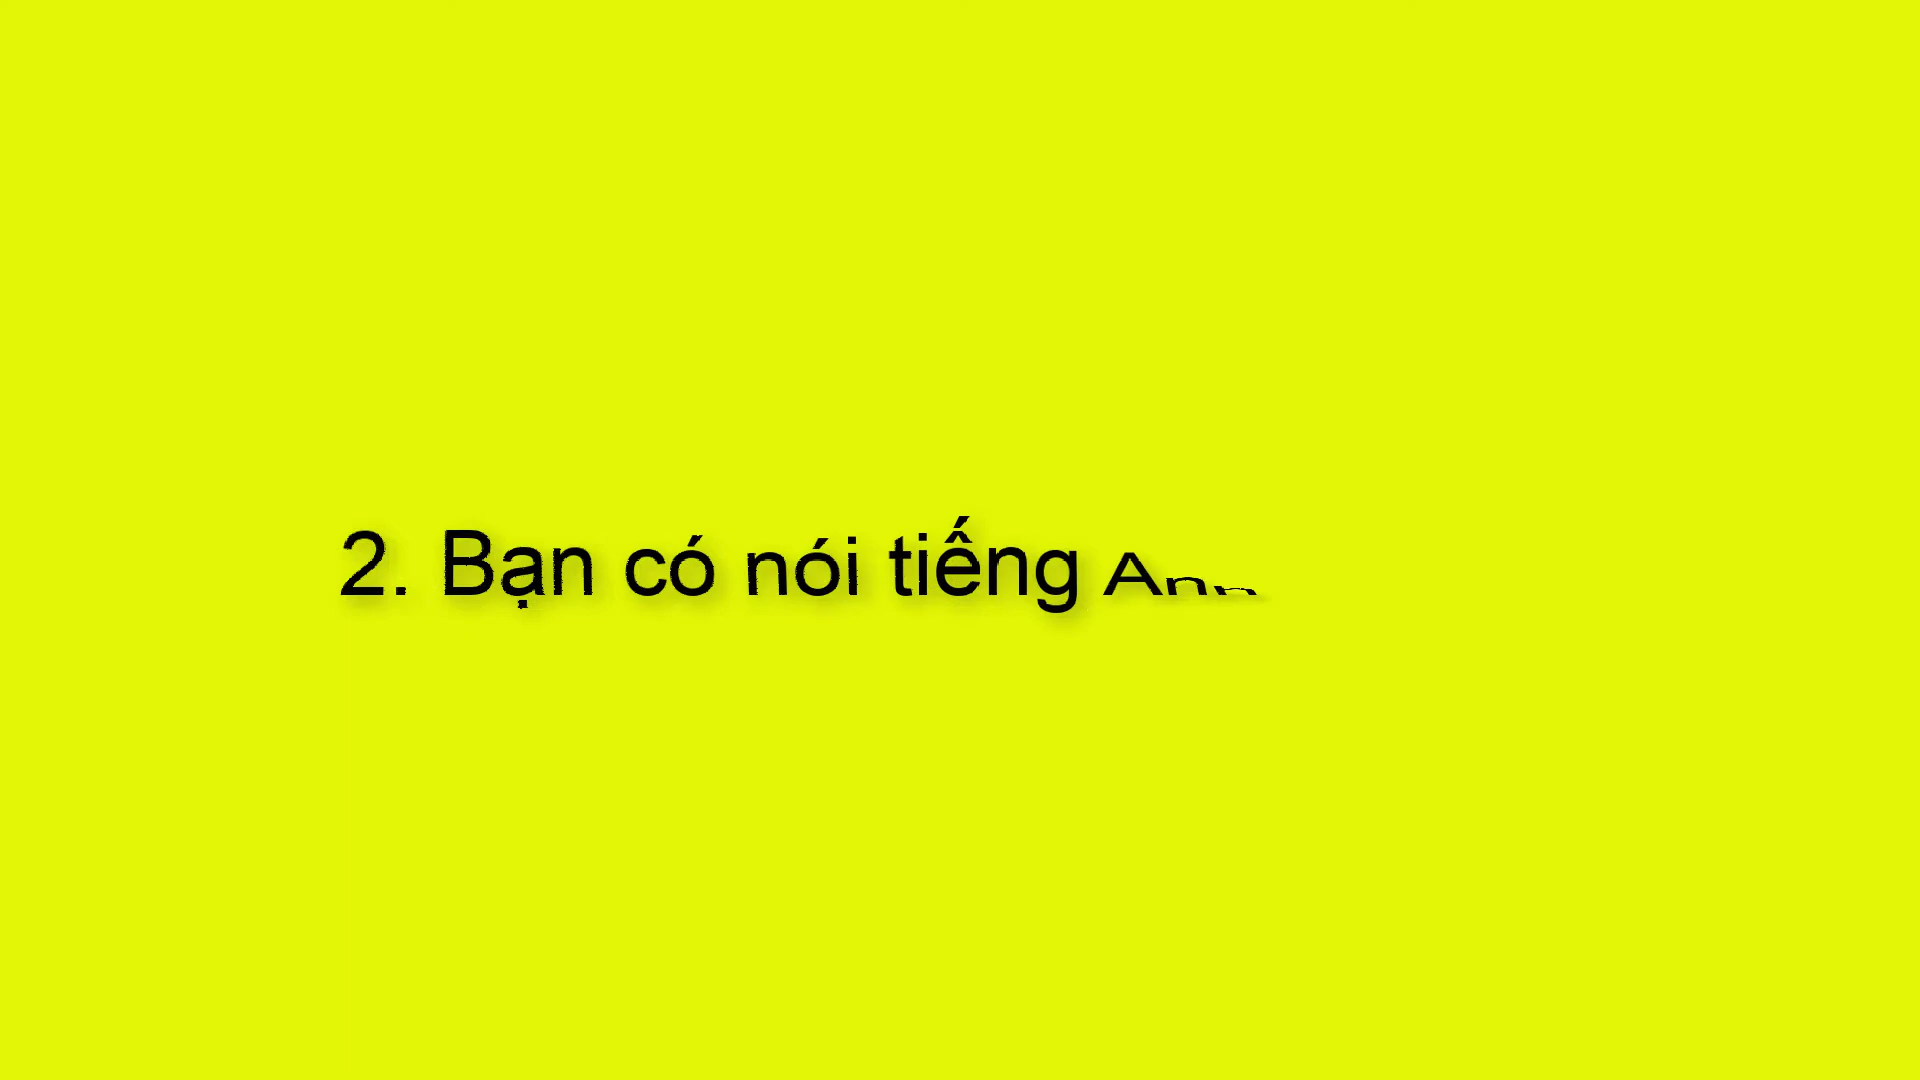 2. Bạn có nói tiếng